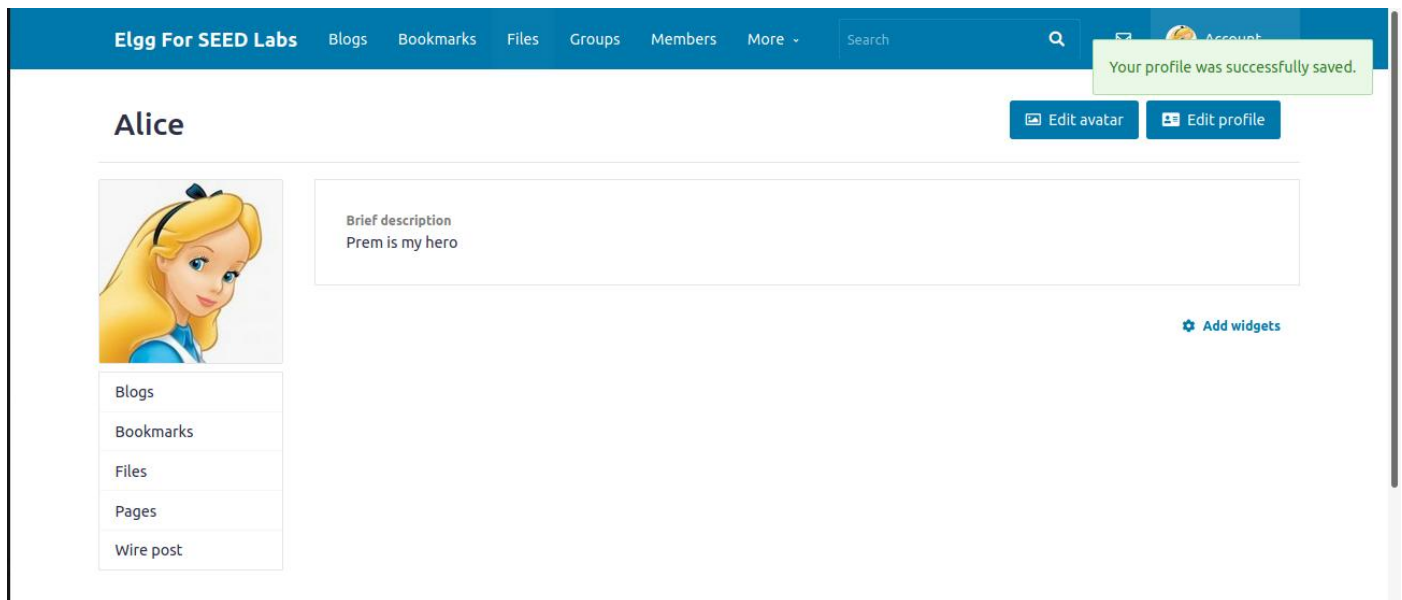 Elgg For SEED Labs Blogs Bookmarks Files Groups Members More Search Account
Your profile was successfully saved.
Alice
Edit avatar Edit profile
Brief description
Prem is my hero
Add widgets
Blogs
Bookmarks
Files
Pages
Wire post